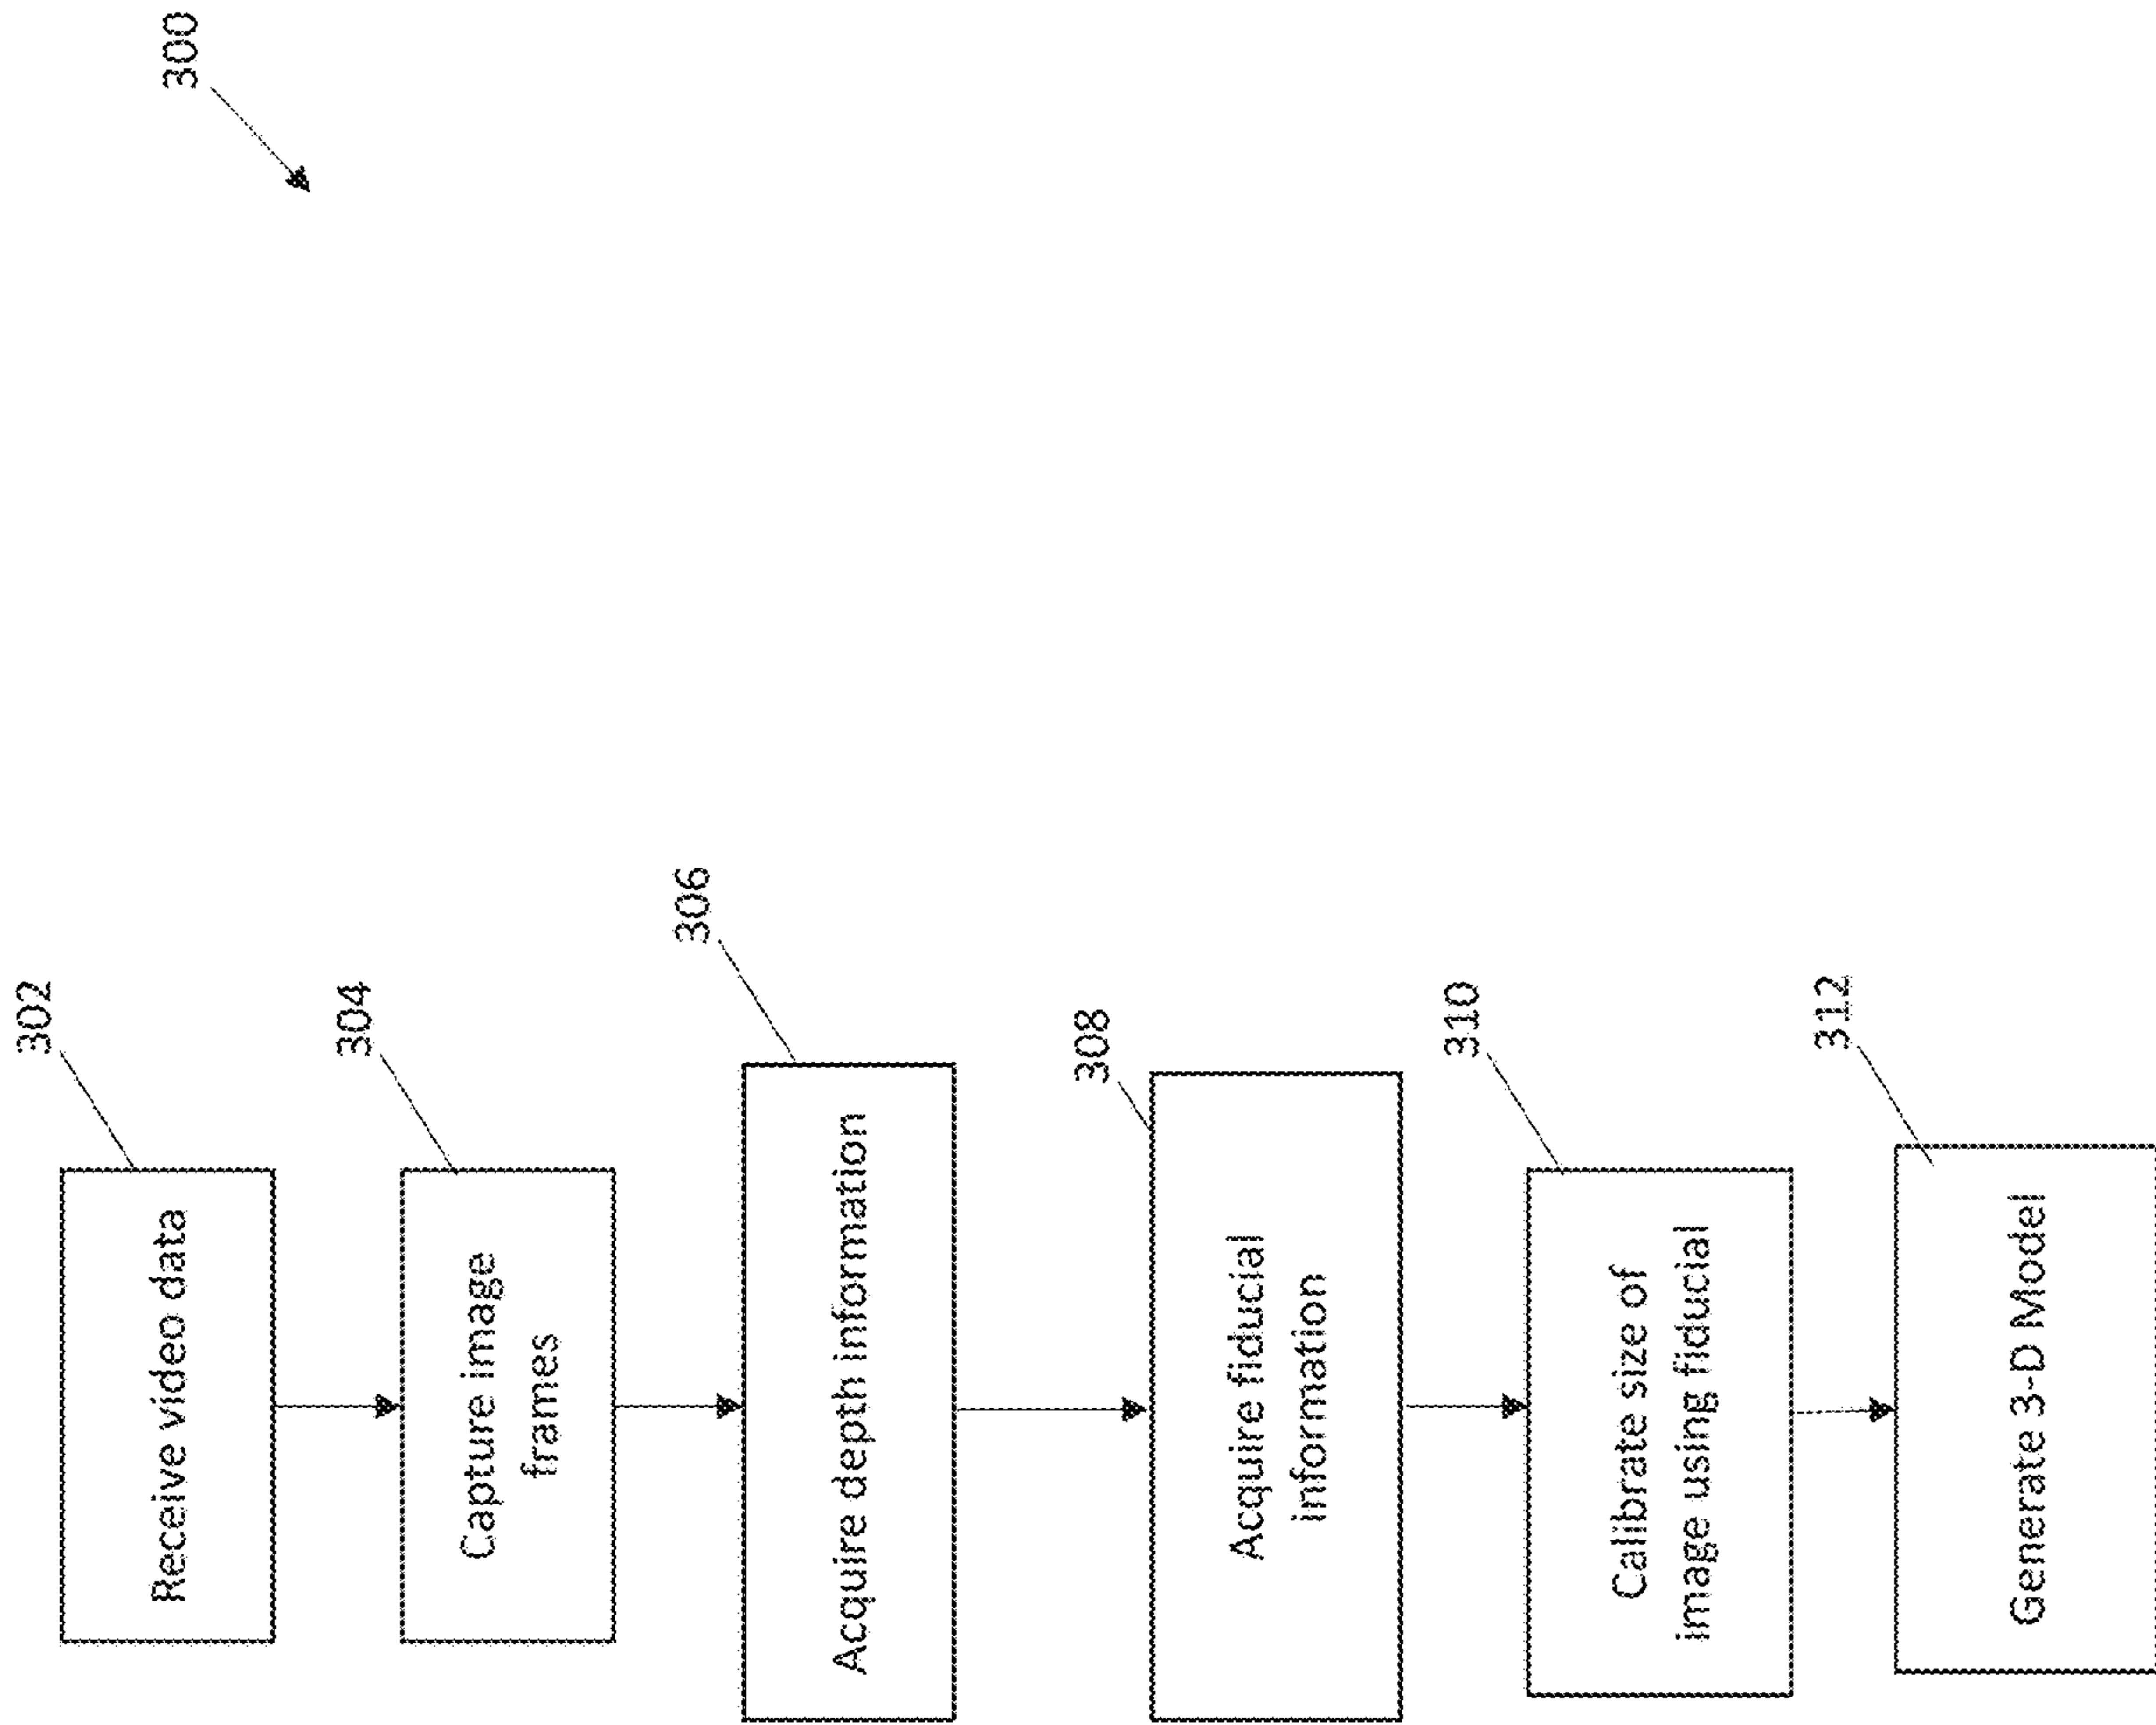 300
302
Receive video data
304
Capture image
frames
306
Acquire depth information
308
Acquire fiducial
information
310
Calibrate size of
image using fiducial
312
Generate 3-D Model